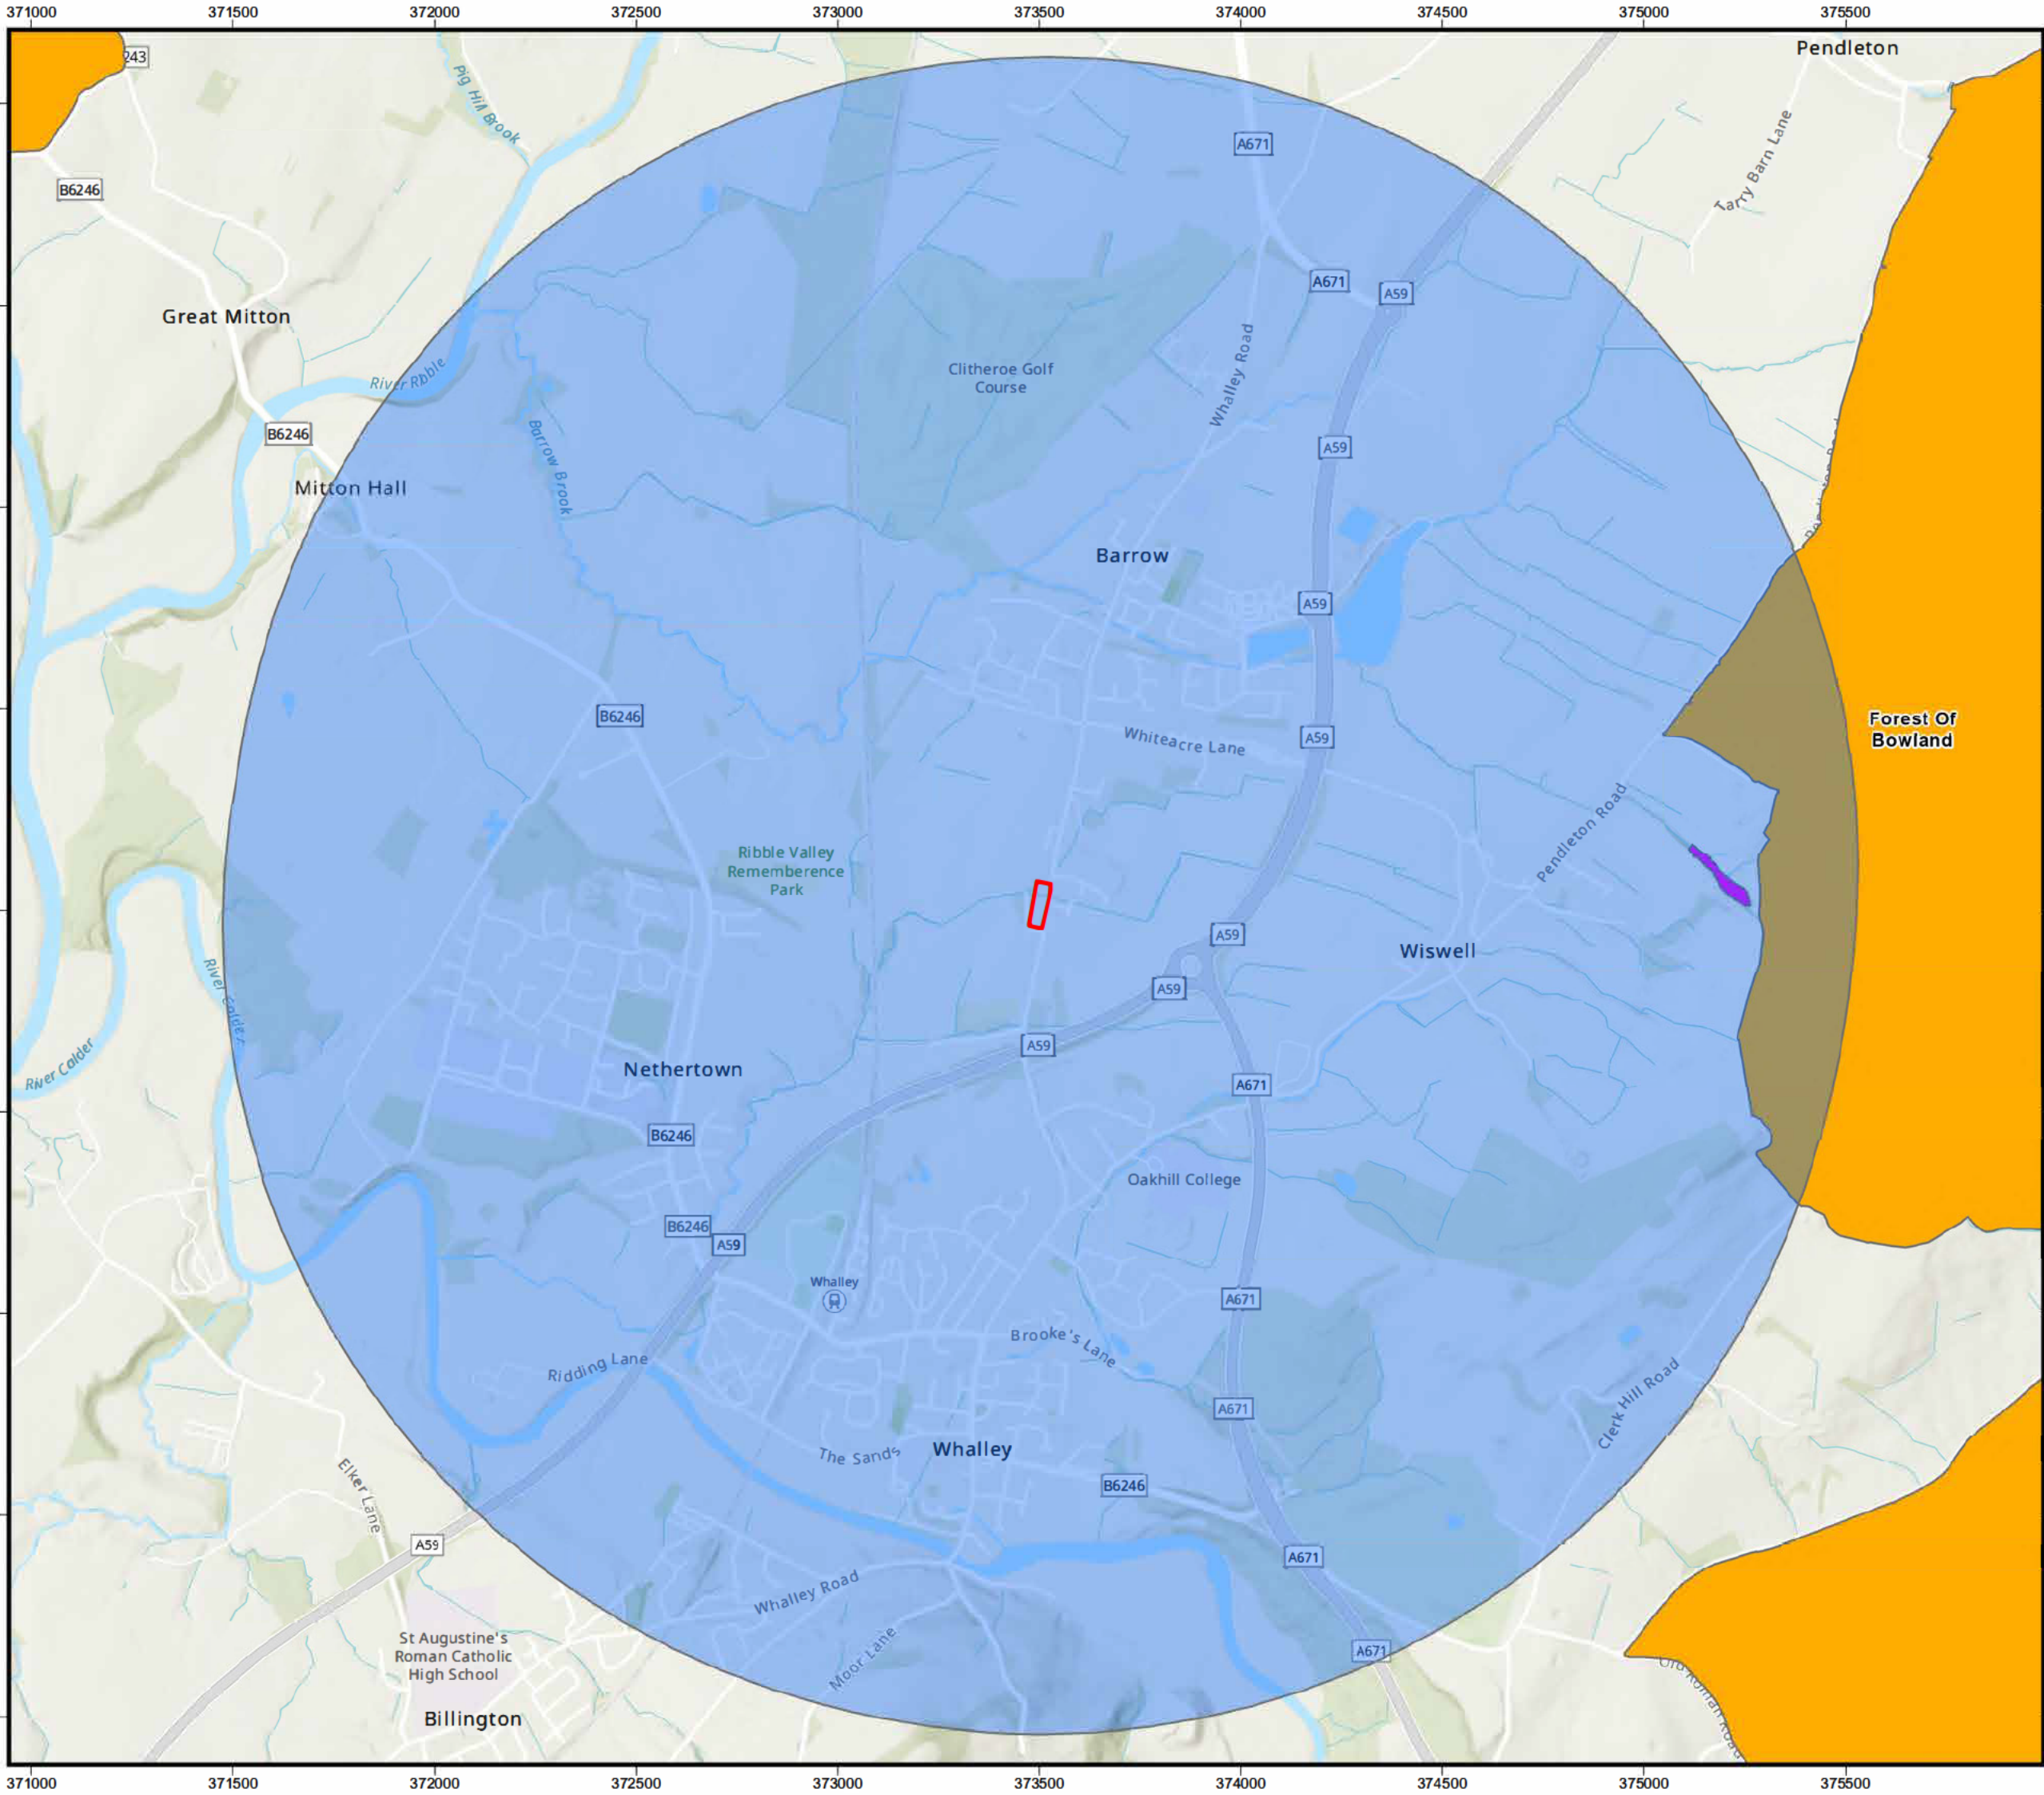 371000 371500 372000 372500 373000 373500 374000 374500 375000 375500
Pendleton
243
Pig Hill Brook
A671
Tarry Barn Lane
B6246
A671
A59
Great Mitton
Whalley Road
Clitheroe Golf
Course
River Ribble
B6246
A59
Barrow Brook
Mitton Hall
Barrow
A59
B6246
Forest Of
Bowland
Whiteacre Lane
A59
Pendleton Road
Ribble Valley
Rememberence
Park
A59
Wiswell
River Calder
A59
A59
River Calder
Nethertown
A671
B6246
Oakhill College
B6246
A59
Whalley
A671
Brooke's Lane
Ridding Lane
Clerk Hill Road
A671
The Sands
Whalley
Elker Lane
B6246
A59
A671
Whalley Road
St Augustine's
Roman Catholic
High School
Moor Lane
A671
Old Roman Road
Billington
371000 371500 372000 372500 373000 373500 374000 374500 375000 375500